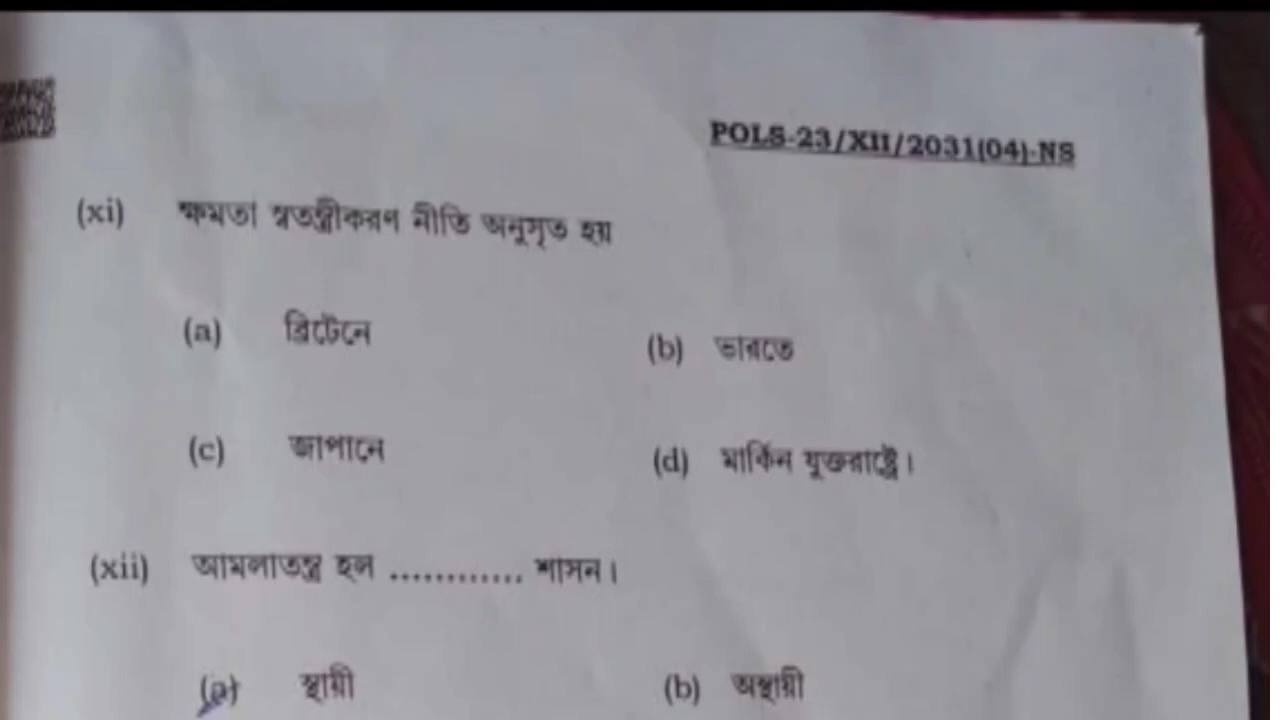 POLS-23/XII/2031(04)-NS
(xi) ক্ষমতা স্বতন্ত্রীকরণ নীতি অনুসৃত হয়
(a) ব্রিটেনে (b) ভারতে
(c) জাপানে (d) মার্কিন যুক্তরাষ্ট্রে।
(xii) আমলাতন্ত্র হল ............ শাসন।
(a) স্থায়ী (b) অস্থায়ী